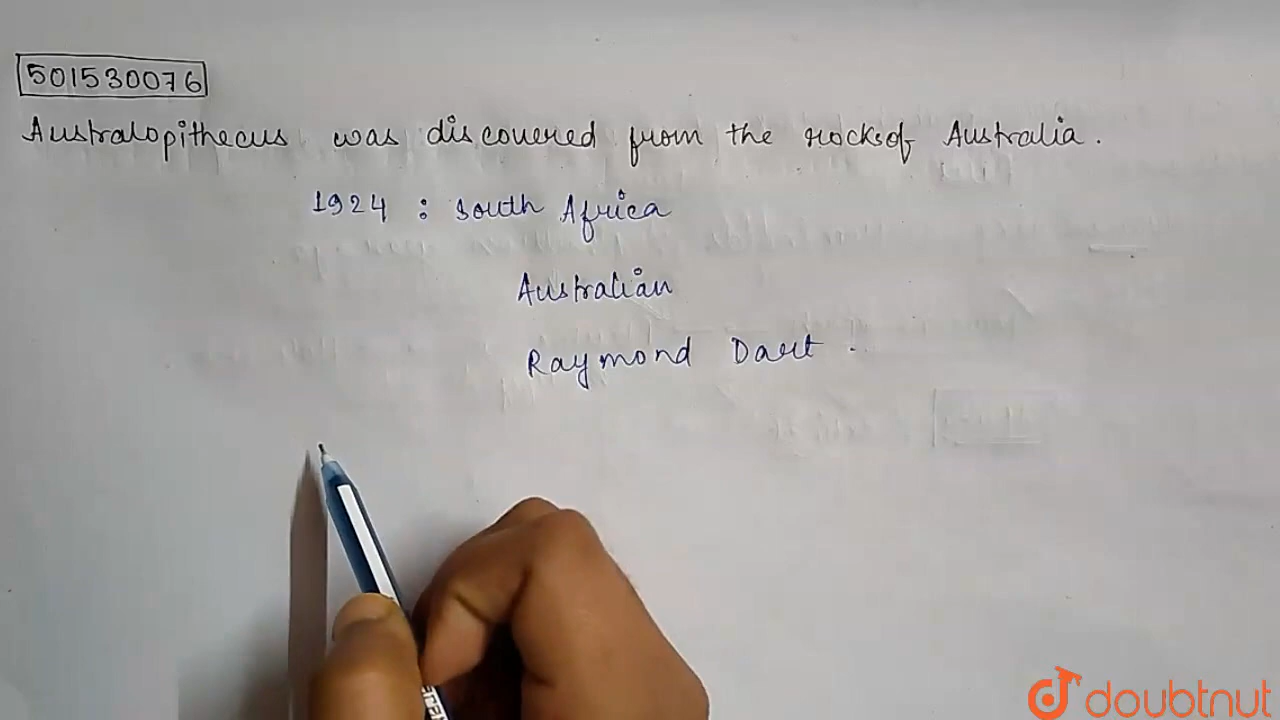 501530076
Australopithecus was discovered from the rocks of Australia.
1924 : South Africa
Australian
Raymond Dart.
doubtnut